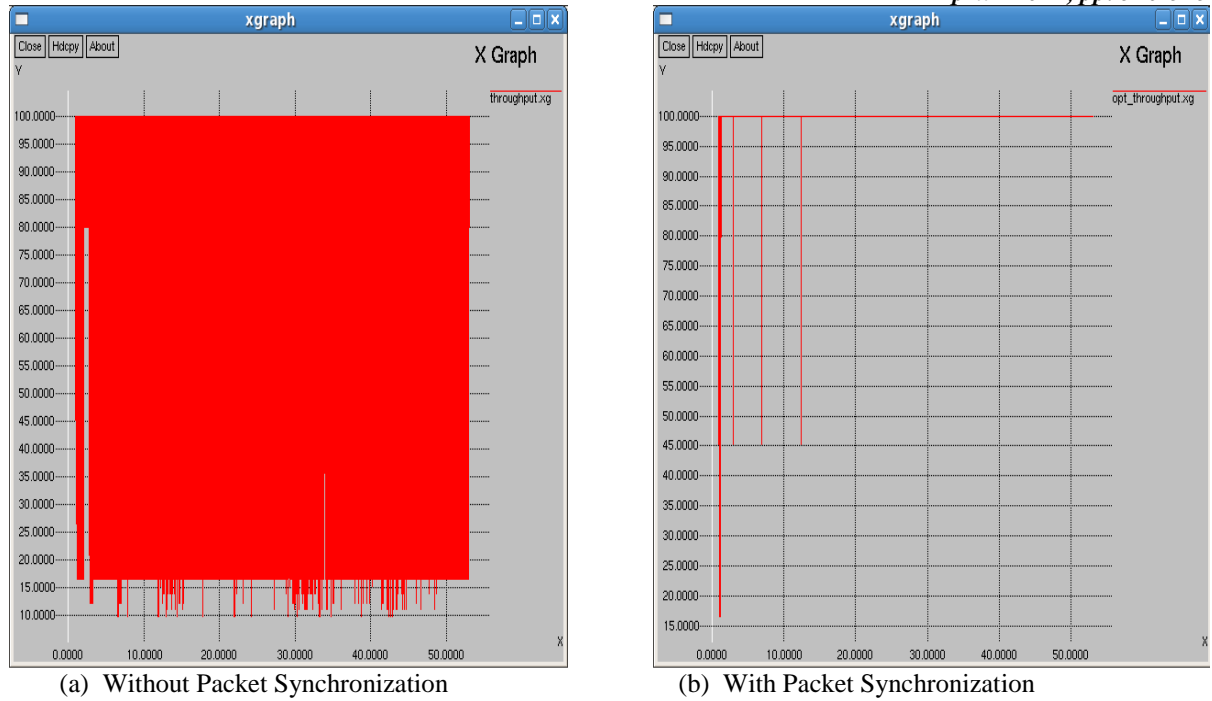 xgraph
Close Hdcpy About
X Graph
Y
throughput.xg
100.0000
95.0000
90.0000
85.0000
80.0000
75.0000
70.0000
65.0000
60.0000
55.0000
50.0000
45.0000
40.0000
35.0000
30.0000
25.0000
20.0000
15.0000
10.0000
X
0.0000 10.0000 20.0000 30.0000 40.0000 50.0000
(a) Without Packet Synchronization
xgraph
Close Hdcpy About
X Graph
Y
opt_throughput.xg
100.0000
95.0000
90.0000
85.0000
80.0000
75.0000
70.0000
65.0000
60.0000
55.0000
50.0000
45.0000
40.0000
35.0000
30.0000
25.0000
20.0000
15.0000
X
0.0000 10.0000 20.0000 30.0000 40.0000 50.0000
(b) With Packet Synchronization